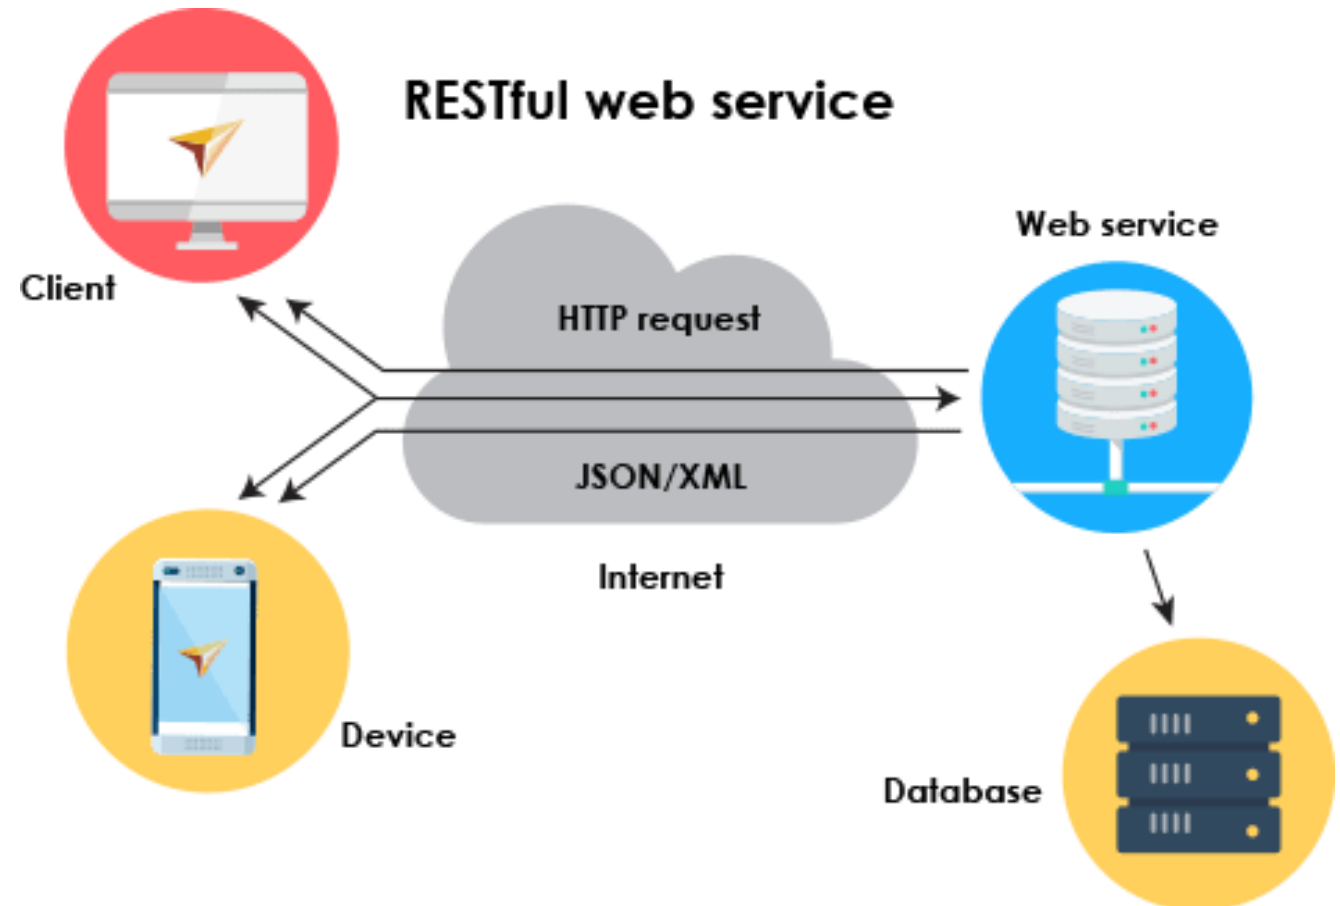 RESTful web service
Web service
Client
HTTP request
JSON/XML
Internet
Device
Database